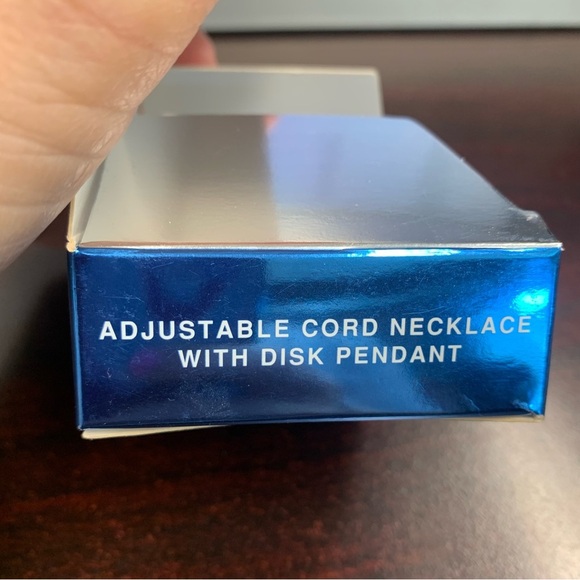 ADJUSTABLE CORD NECKLACE
WITH DISK PENDANT